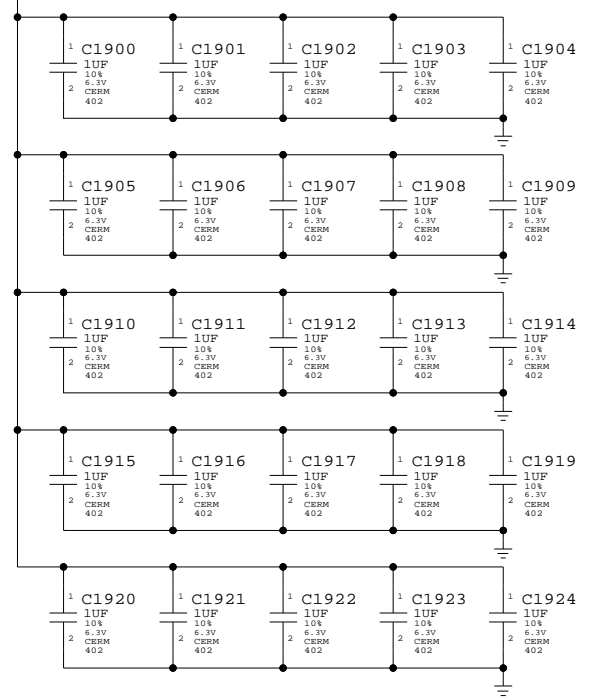 1 C1900 1 C1901 1 C1902 1 C1903 1 C1904
1UF 1UF 1UF 1UF 1UF
10% 10% 10% 10% 10%
2 6.3V 2 6.3V 2 6.3V 2 6.3V 2 6.3V
CERM CERM CERM CERM CERM
402 402 402 402 402
1 C1905 1 C1906 1 C1907 1 C1908 1 C1909
1UF 1UF 1UF 1UF 1UF
10% 10% 10% 10% 10%
2 6.3V 2 6.3V 2 6.3V 2 6.3V 2 6.3V
CERM CERM CERM CERM CERM
402 402 402 402 402
1 C1910 1 C1911 1 C1912 1 C1913 1 C1914
1UF 1UF 1UF 1UF 1UF
10% 10% 10% 10% 10%
2 6.3V 2 6.3V 2 6.3V 2 6.3V 2 6.3V
CERM CERM CERM CERM CERM
402 402 402 402 402
1 C1915 1 C1916 1 C1917 1 C1918 1 C1919
1UF 1UF 1UF 1UF 1UF
10% 10% 10% 10% 10%
2 6.3V 2 6.3V 2 6.3V 2 6.3V 2 6.3V
CERM CERM CERM CERM CERM
402 402 402 402 402
1 C1920 1 C1921 1 C1922 1 C1923 1 C1924
1UF 1UF 1UF 1UF 1UF
10% 10% 10% 10% 10%
2 6.3V 2 6.3V 2 6.3V 2 6.3V 2 6.3V
CERM CERM CERM CERM CERM
402 402 402 402 402